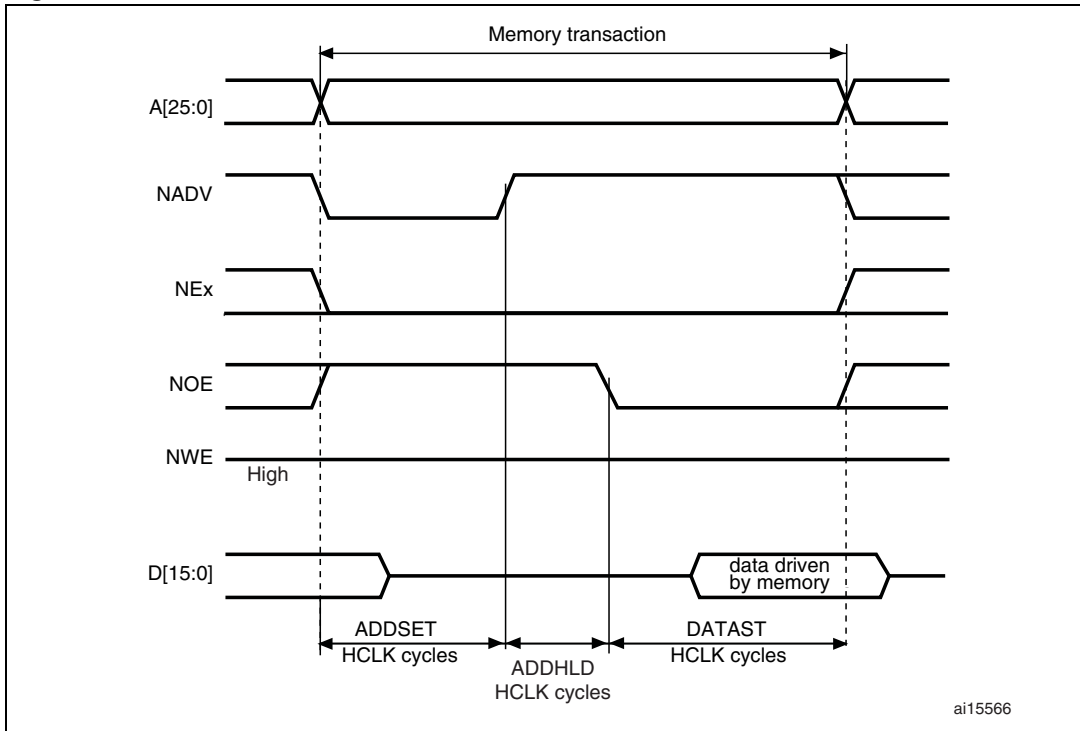 Memory transaction
A[25:0]
NADV
NEx
NOE
NWE
High
D[15:0]
data driven
by memory
ADDSET
HCLK cycles
ADDHLD
HCLK cycles
DATAST
HCLK cycles
ai15566